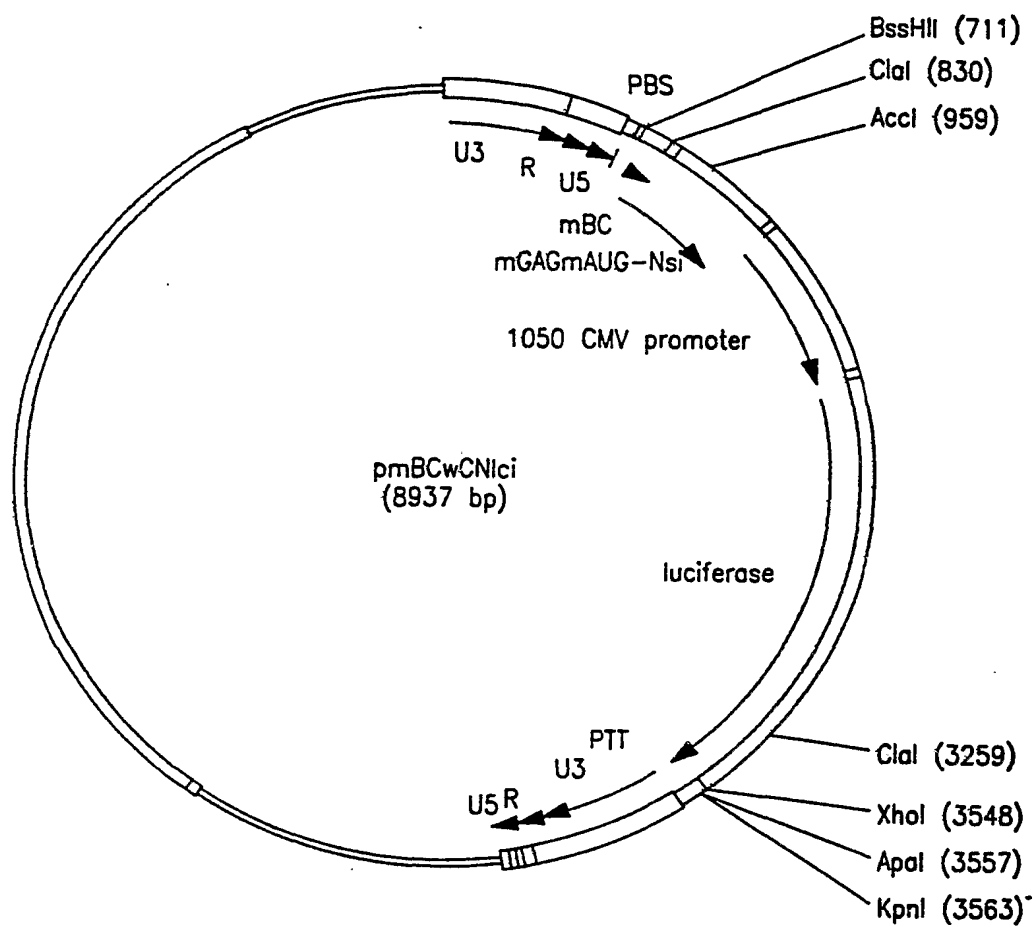 BssHII (711)
ClaI (830)
AccI (959)
PBS
U3
R
U5
mBC
mGAGmAUG-Nsi
1050 CMV promoter
pmBCwCNlci
(8937 bp)
luciferase
PTT
U3
R
U5
ClaI (3259)
XhoI (3548)
ApaI (3557)
KpnI (3563)